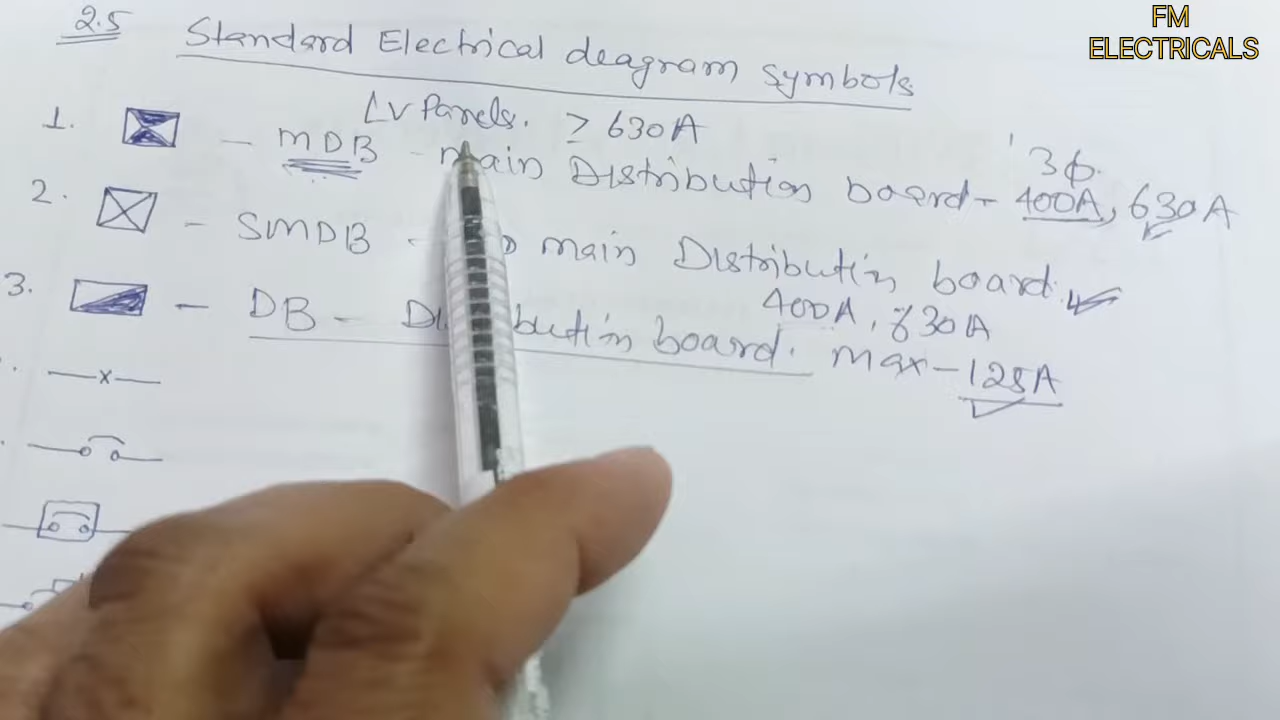 FM
ELECTRICALS
2.5 Standard Electrical deagram symbols
LV Panels. ≥ 630A
1. - MDB - main Distribution board - 400A, 630A
3φ.
2. - SMDB - main Distribution board.
400A, 630A
3. - DB - board. max - 125A